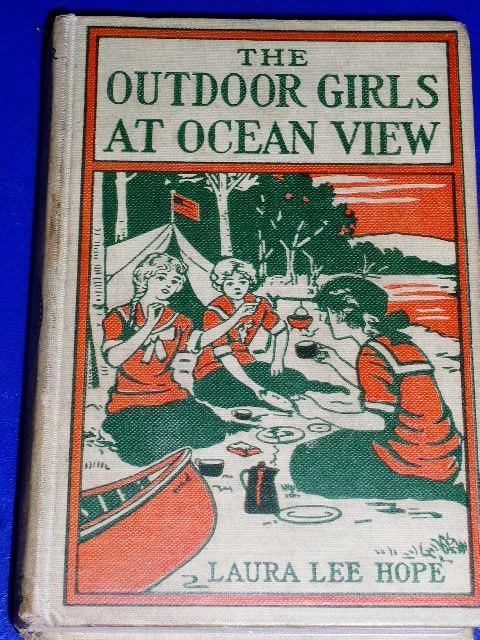 THE
OUTDOOR GIRLS
AT OCEAN VIEW
LAURA LEE HOPE